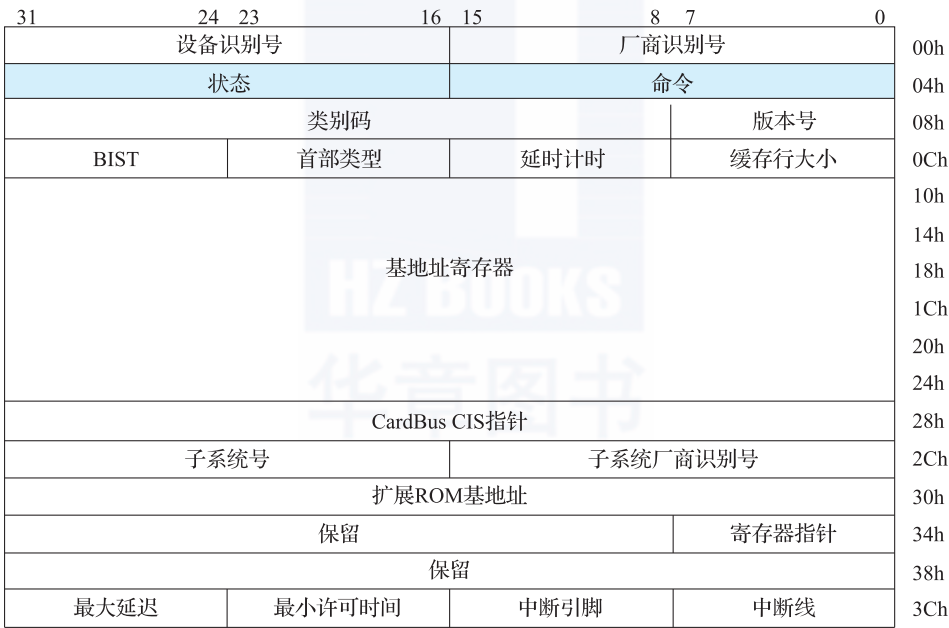 31 24 23 16 15 8 7 0
设备识别号 厂商识别号 00h
状态 命令 04h
类别码 版本号 08h
BIST 首部类型 延时计时 缓存行大小 0Ch
10h
14h
基地址寄存器 18h
1Ch
20h
24h
CardBus CIS指针 28h
子系统号 子系统厂商识别号 2Ch
扩展ROM基地址 30h
保留 寄存器指针 34h
保留 38h
最大延迟 最小许可时间 中断引脚 中断线 3Ch
HZ BOOKS
华章图书